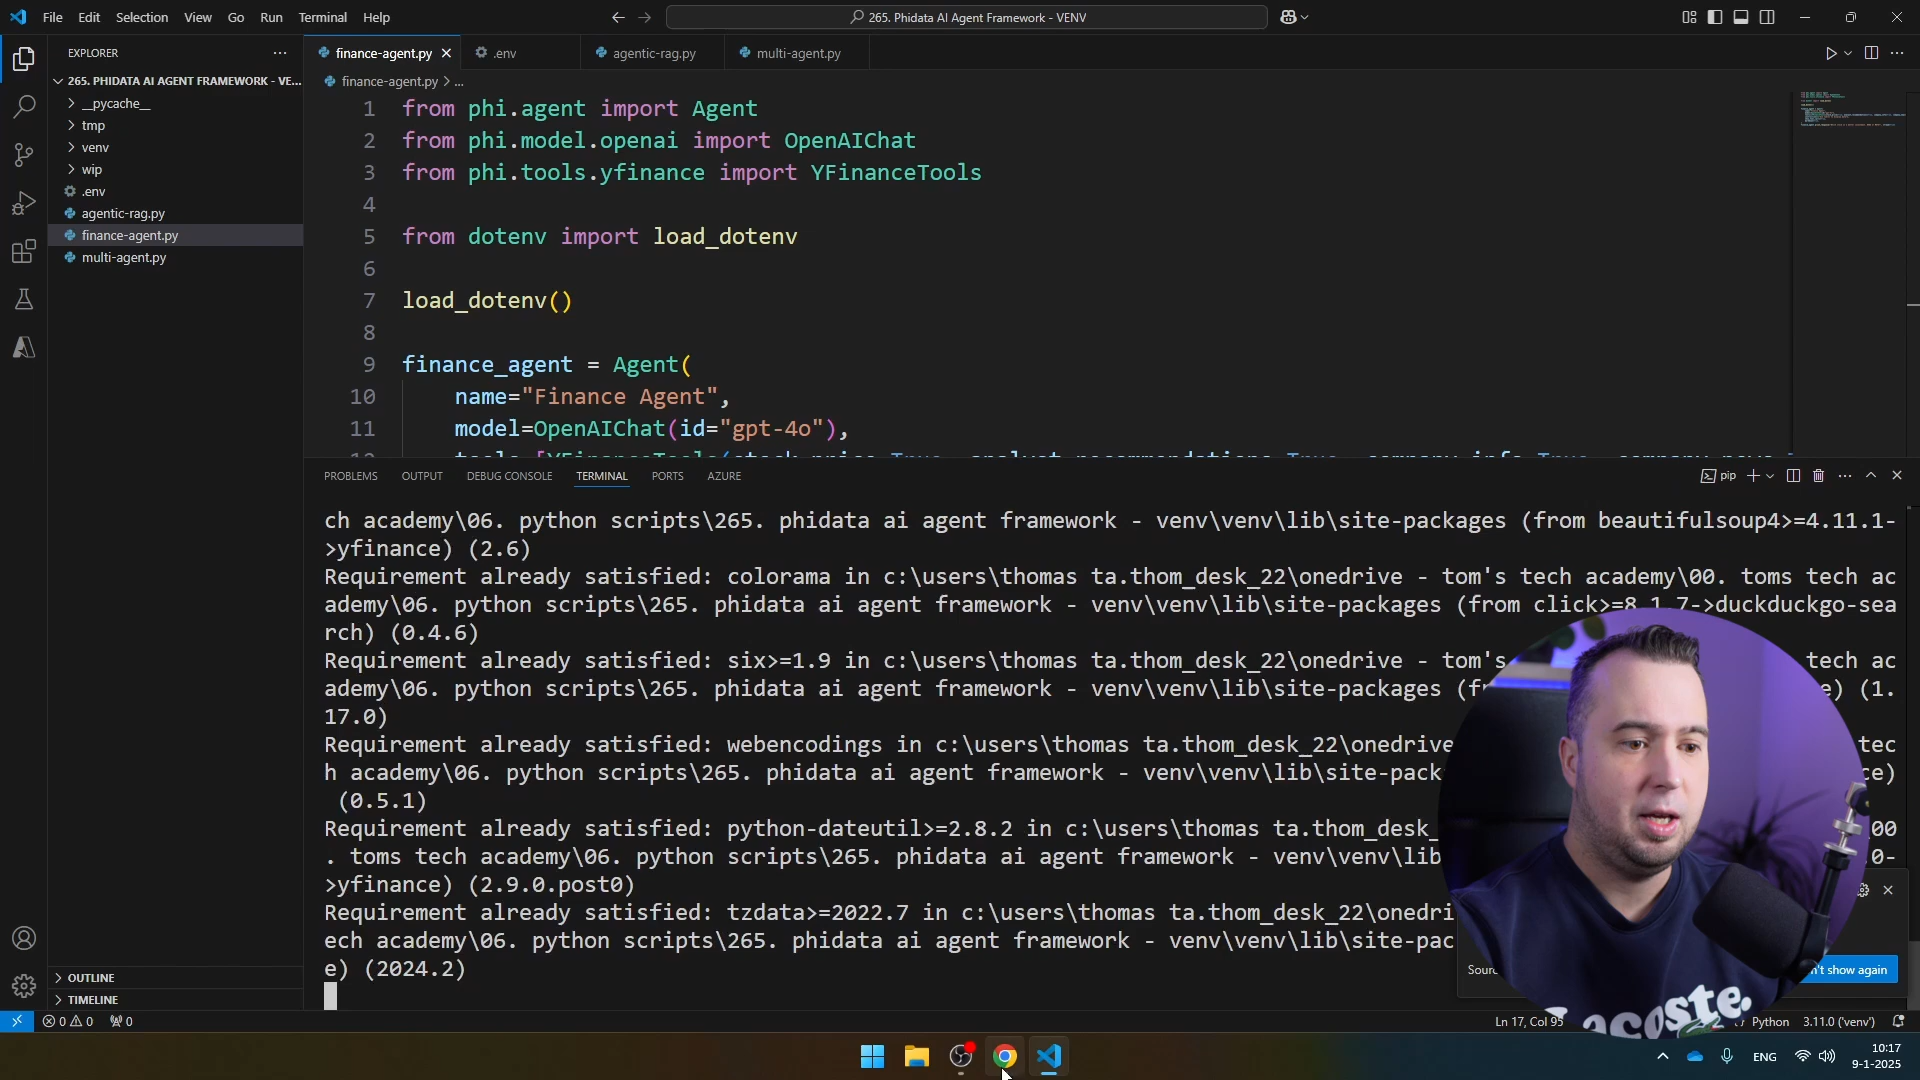 File Edit Selection View Go Run Terminal Help
265. Phidata AI Agent Framework - VENV
EXPLORER
265. PHIDATA AI AGENT FRAMEWORK - VE...
__pycache__
tmp
venv
wip
.env
agentic-rag.py
finance-agent.py
multi-agent.py
OUTLINE
TIMELINE
finance-agent.py
.env
agentic-rag.py
multi-agent.py
finance-agent.py > ...
1 from phi.agent import Agent
2 from phi.model.openai import OpenAIChat
3 from phi.tools.yfinance import YFinanceTools
4
5 from dotenv import load_dotenv
6
7 load_dotenv()
8
9 finance_agent = Agent(
10 name="Finance Agent",
11 model=OpenAIChat(id="gpt-4o"),
PROBLEMS OUTPUT DEBUG CONSOLE TERMINAL PORTS AZURE
pip
ch academy\06. python scripts\265. phidata ai agent framework - venv\venv\lib\site-packages (from beautifulsoup4>=4.11.1-
>yfinance) (2.6)
Requirement already satisfied: colorama in c:\users\thomas ta.thom_desk_22\onedrive - tom's tech academy\00. toms tech ac
ademy\06. python scripts\265. phidata ai agent framework - venv\venv\lib\site-packages (from click>=8.1.7->duckduckgo-sea
rch) (0.4.6)
Requirement already satisfied: six>=1.9 in c:\users\thomas ta.thom_desk_22\onedrive - tom's tech ac
ademy\06. python scripts\265. phidata ai agent framework - venv\venv\lib\site-packages (1.
17.0)
Requirement already satisfied: webencodings in c:\users\thomas ta.thom_desk_22\onedrive tec
h academy\06. python scripts\265. phidata ai agent framework - venv\venv\lib\site-pack
(0.5.1)
Requirement already satisfied: python-dateutil>=2.8.2 in c:\users\thomas ta.thom_desk_ 00
. toms tech academy\06. python scripts\265. phidata ai agent framework - venv\venv\lib
>yfinance) (2.9.0.post0)
Requirement already satisfied: tzdata>=2022.7 in c:\users\thomas ta.thom_desk_22\onedri
ech academy\06. python scripts\265. phidata ai agent framework - venv\venv\lib\site-pac
e) (2024.2)
't show again
0 0 0
Ln 17, Col 95
Python 3.11.0 ('venv')
ENG
10:17
9-1-2025